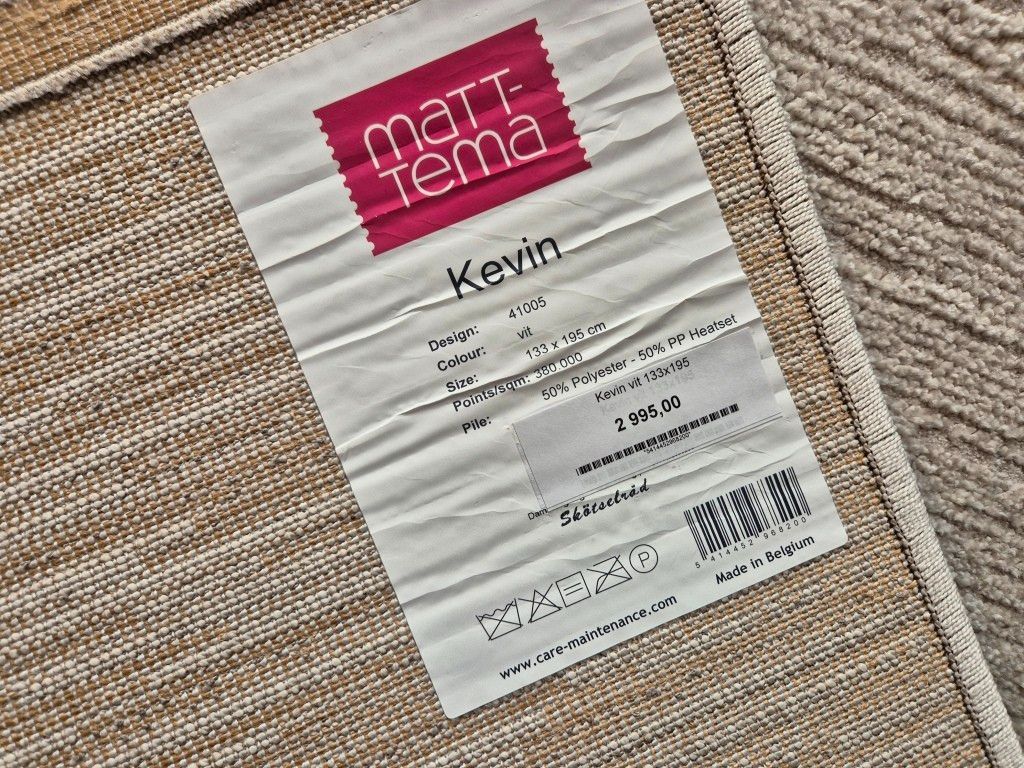 maTT-
Tema
Kevin
Design: 41005
Colour: vit
Size: 133 x 195 cm
Points/sqm: 380 000
Pile: 50% Polyester - 50% PP Heatset
Kevin vit 133x195
2 995,00
*5414452968200*
Dam
Skötselråd
P
5 414452 968200
Made in Belgium
www.care-maintenance.com